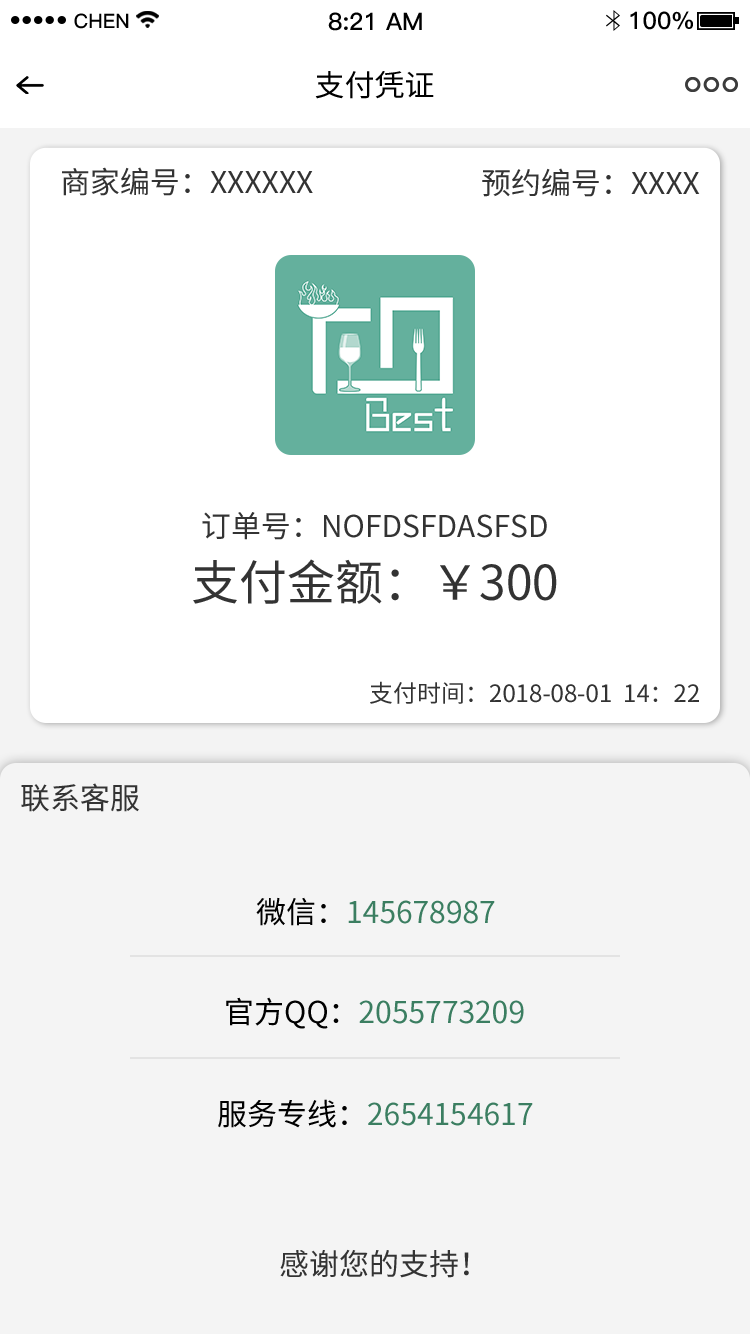 CHEN 8:21 AM 100%
支付凭证
商家编号：XXXXXX 预约编号：XXXX
Best
订单号：NOFDSFDASFSD
支付金额：￥300
支付时间：2018-08-01 14：22
联系客服
微信：145678987
官方QQ：2055773209
服务专线：2654154617
感谢您的支持！